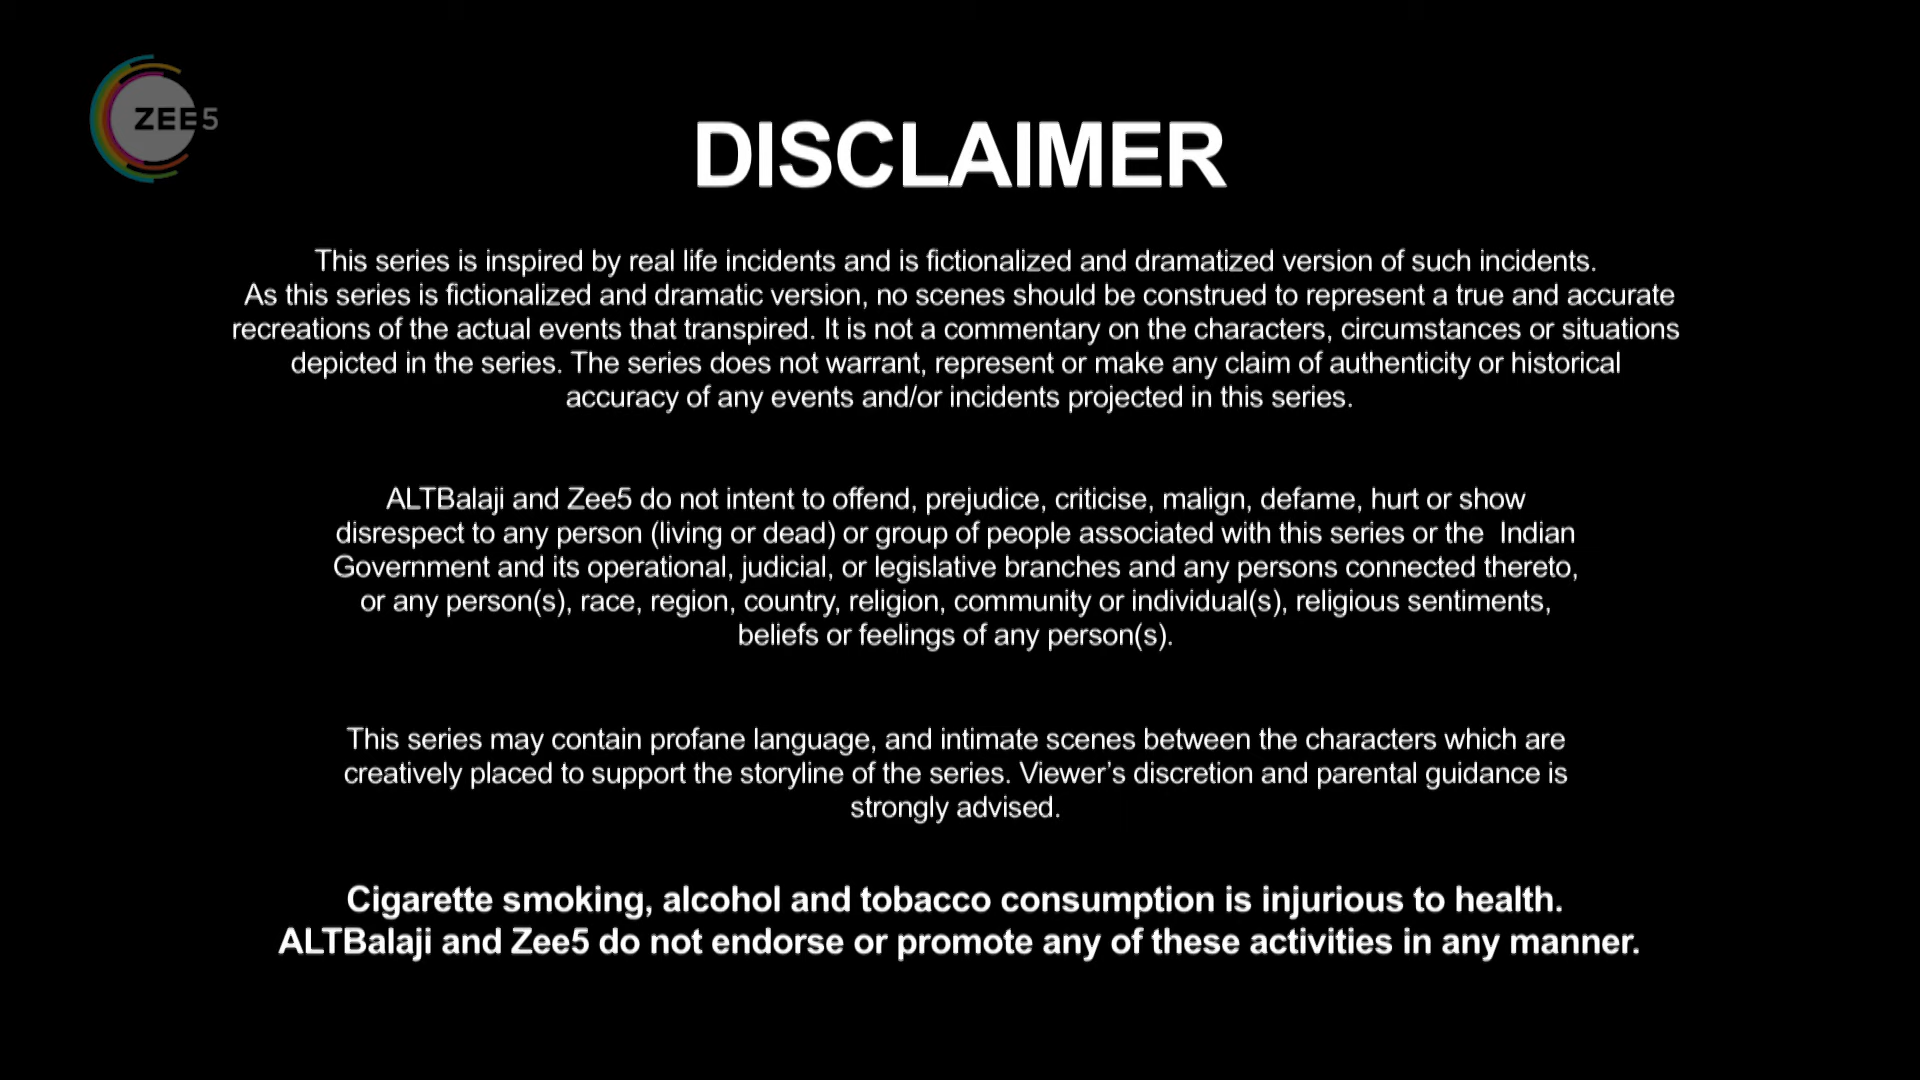 ZEE5
DISCLAIMER
This series is inspired by real life incidents and is fictionalized and dramatized version of such incidents.
As this series is fictionalized and dramatic version, no scenes should be construed to represent a true and accurate
recreations of the actual events that transpired. It is not a commentary on the characters, circumstances or situations
depicted in the series. The series does not warrant, represent or make any claim of authenticity or historical
accuracy of any events and/or incidents projected in this series.
ALTBalaji and Zee5 do not intent to offend, prejudice, criticise, malign, defame, hurt or show
disrespect to any person (living or dead) or group of people associated with this series or the Indian
Government and its operational, judicial, or legislative branches and any persons connected thereto,
or any person(s), race, region, country, religion, community or individual(s), religious sentiments,
beliefs or feelings of any person(s).
This series may contain profane language, and intimate scenes between the characters which are
creatively placed to support the storyline of the series. Viewer’s discretion and parental guidance is
strongly advised.
Cigarette smoking, alcohol and tobacco consumption is injurious to health.
ALTBalaji and Zee5 do not endorse or promote any of these activities in any manner.